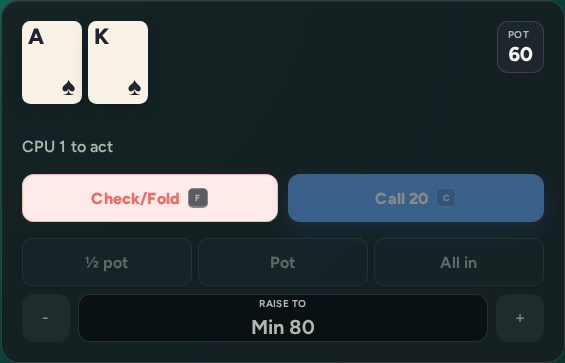 A K
POT
60
CPU 1 to act
Check/Fold F
Call 20 C
½ pot
Pot
All in
-
RAISE TO
Min 80
+